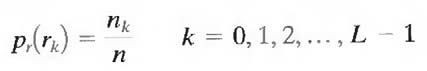 p_r(r_k) = n_k/n    k = 0, 1, 2, ..., L − 1